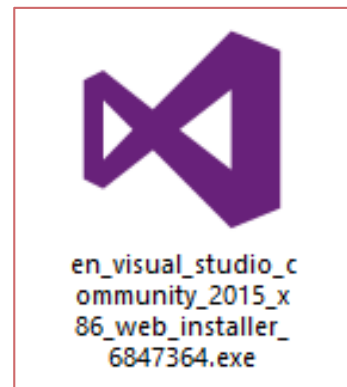 en_visual_studio_c
ommunity_2015_x
86_web_installer_
6847364.exe